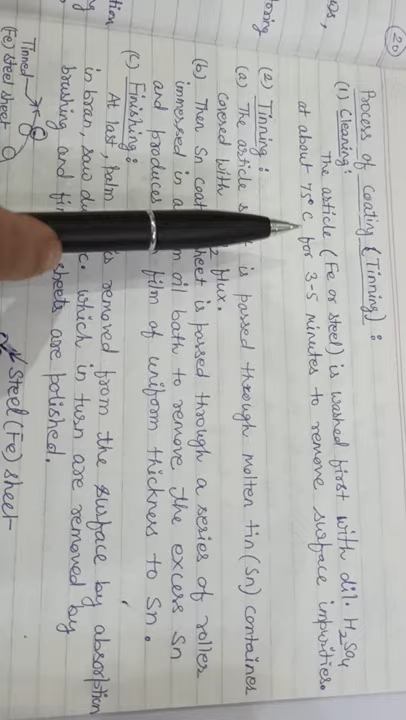 (20)
Process of Coating (Tinning) :
(1) Cleaning:
The article (Fe or steel) is washed first with dil. H2SO4
at about 75°C for 3-5 minutes to remove surface impurities.
(2) Tinning:
(a) The article is passed through molten tin (Sn) containes
covered with flux.
(b) Then Sn coat sheet is passed through a series of roller
immersed in a oil bath to remove the excess Sn
and produces film of uniform thickness to Sn.
(c) Finishing:
At last, palm is removed from the surface by absorption
in bran, saw du c. which in turn are removed by
brushing and fi sheets are polished.
Tinned
(Fe) steel sheet
Steel (Fe) sheet